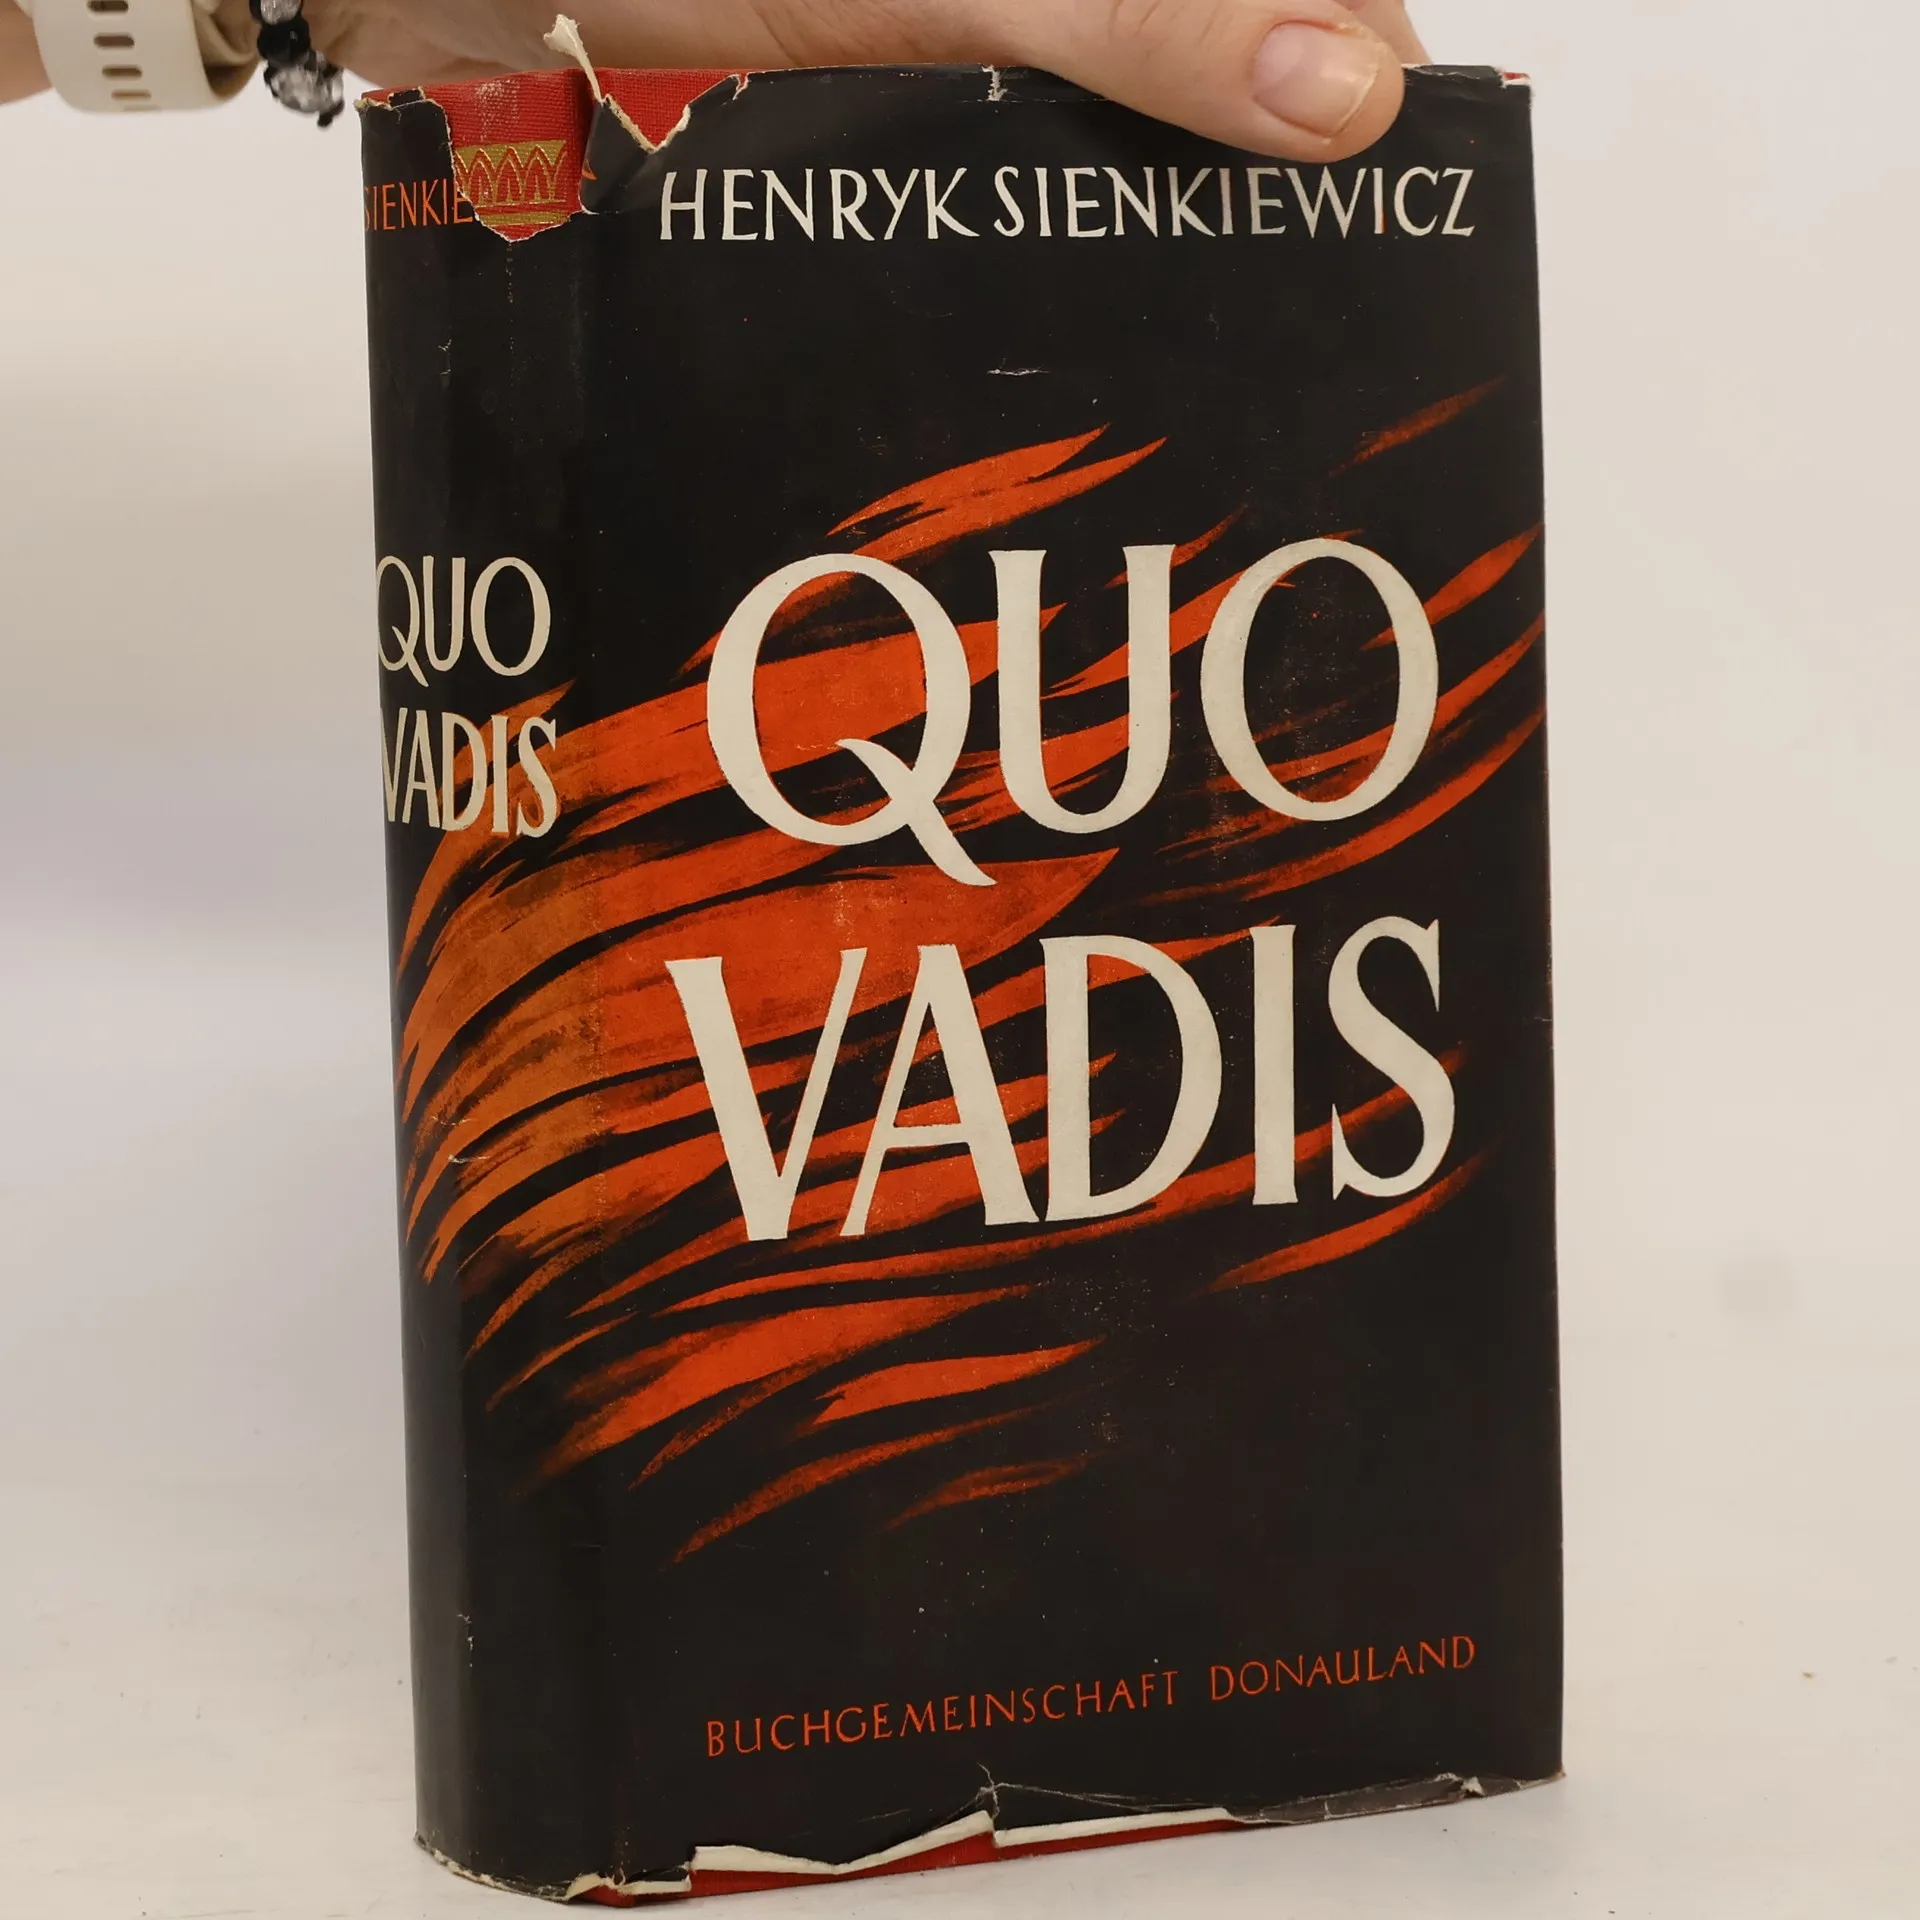 SIENKIE
QUO
VADIS
HENRYK SIENKIEWICZ
QUO
VADIS
BUCHGEMEINSCHAFT DONAULAND